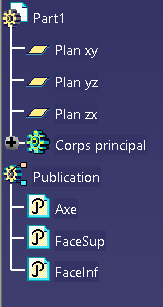 Part1
Plan xy
Plan yz
Plan zx
Corps principal
Publication
Axe
FaceSup
FaceInf